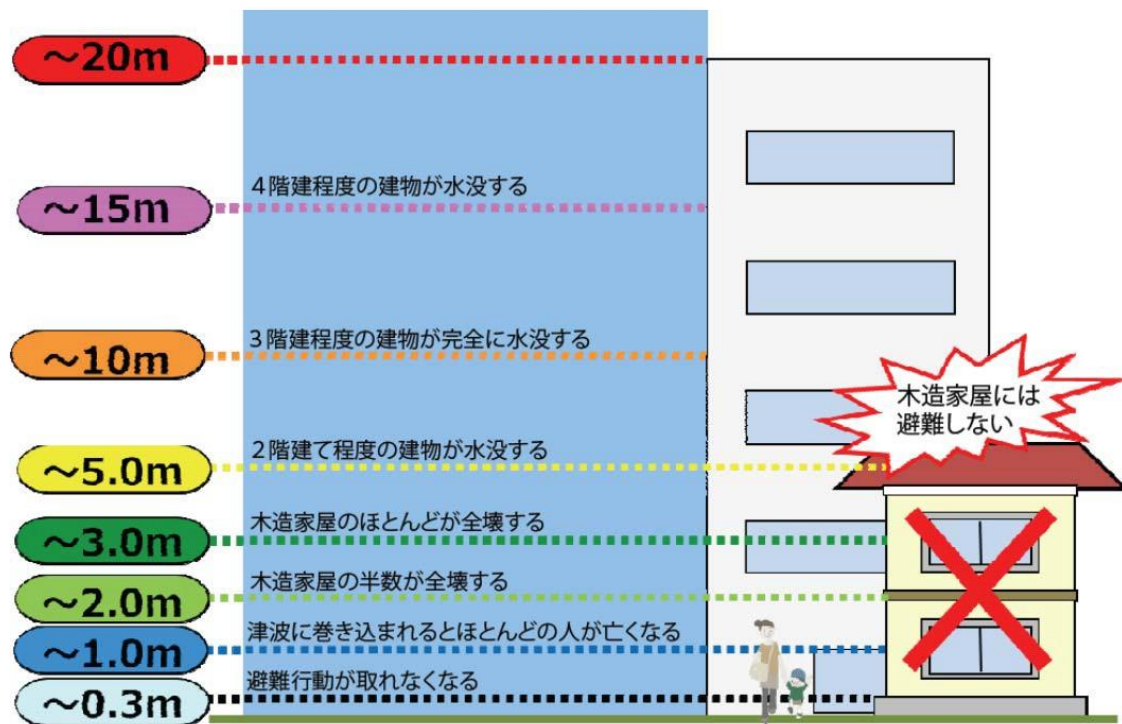 ～20m
４階建程度の建物が水没する
～15m
３階建程度の建物が完全に水没する
～10m
木造家屋には
避難しない
２階建て程度の建物が水没する
～5.0m
木造家屋のほとんどが全壊する
～3.0m
木造家屋の半数が全壊する
～2.0m
津波に巻き込まれるとほとんどの人が亡くなる
～1.0m
避難行動が取れなくなる
～0.3m